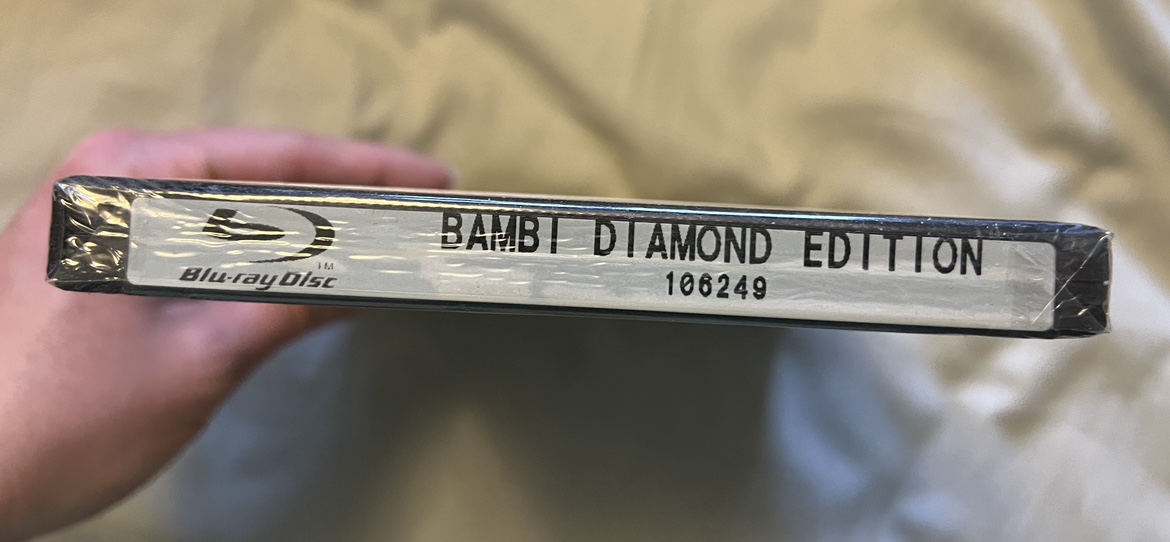 BAMBI DIAMOND EDITION
106249
Blu-ray Disc
TM